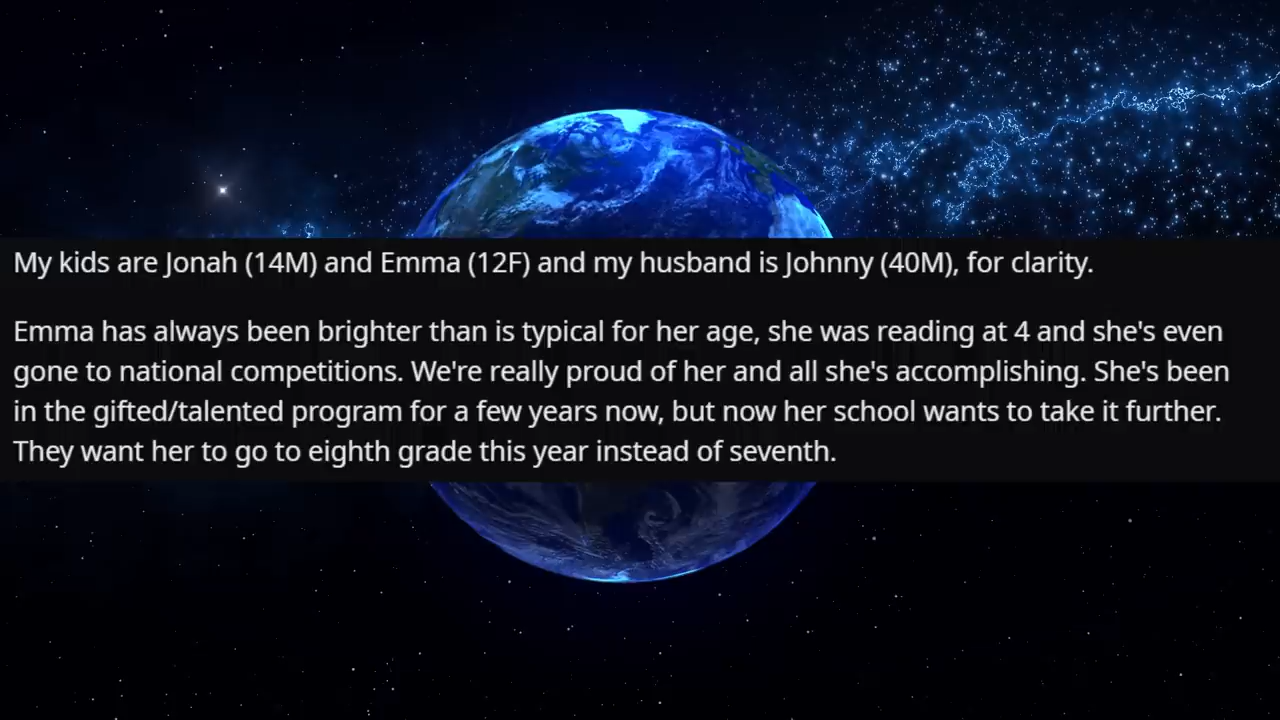 My kids are Jonah (14M) and Emma (12F) and my husband is Johnny (40M), for clarity.
Emma has always been brighter than is typical for her age, she was reading at 4 and she's even
gone to national competitions. We're really proud of her and all she's accomplishing. She's been
in the gifted/talented program for a few years now, but now her school wants to take it further.
They want her to go to eighth grade this year instead of seventh.